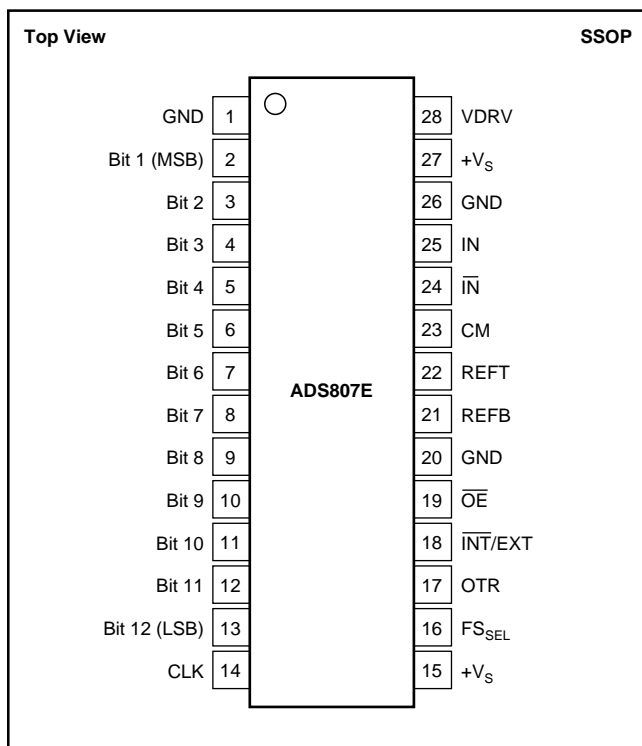 Top View SSOP
GND 1 28 VDRV
Bit 1 (MSB) 2 27 +VS
Bit 2 3 26 GND
Bit 3 4 25 IN
Bit 4 5 24 I̅N̅
Bit 5 6 23 CM
Bit 6 7 22 REFT
ADS807E
Bit 7 8 21 REFB
Bit 8 9 20 GND
Bit 9 10 19 O̅E̅
Bit 10 11 18 I̅N̅T̅/EXT
Bit 11 12 17 OTR
Bit 12 (LSB) 13 16 FSSEL
CLK 14 15 +VS